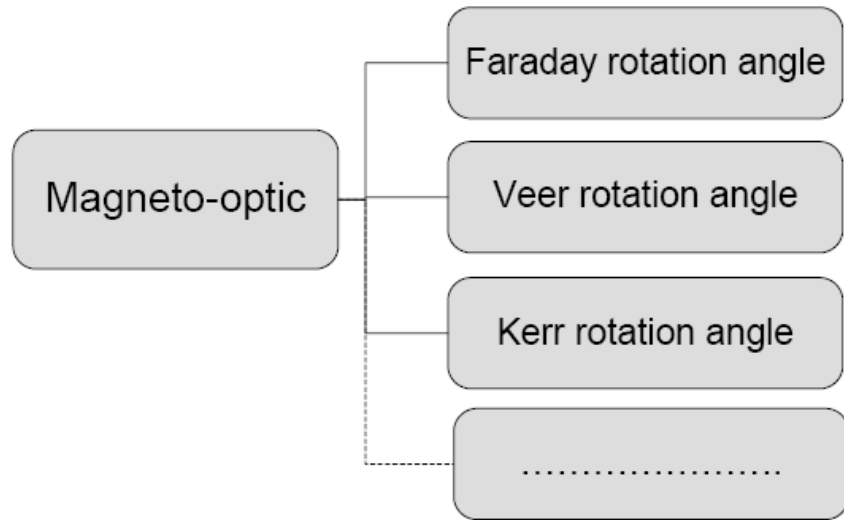 Faraday rotation angle
Magneto-optic
Veer rotation angle
Kerr rotation angle
......................